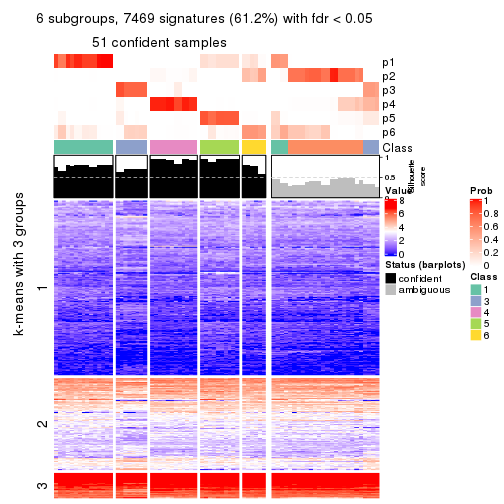 6 subgroups, 7469 signatures (61.2%) with fdr < 0.05
51 confident samples
p1
p2
p3
p4
p5
p6
Class
1
0.5
0
Silhouette
score
k-means with 3 groups
1
2
3
Value
8
6
4
2
0
Status (barplots)
confident
ambiguous
Prob
1
0.8
0.6
0.4
0.2
0
Class
1
3
4
5
6